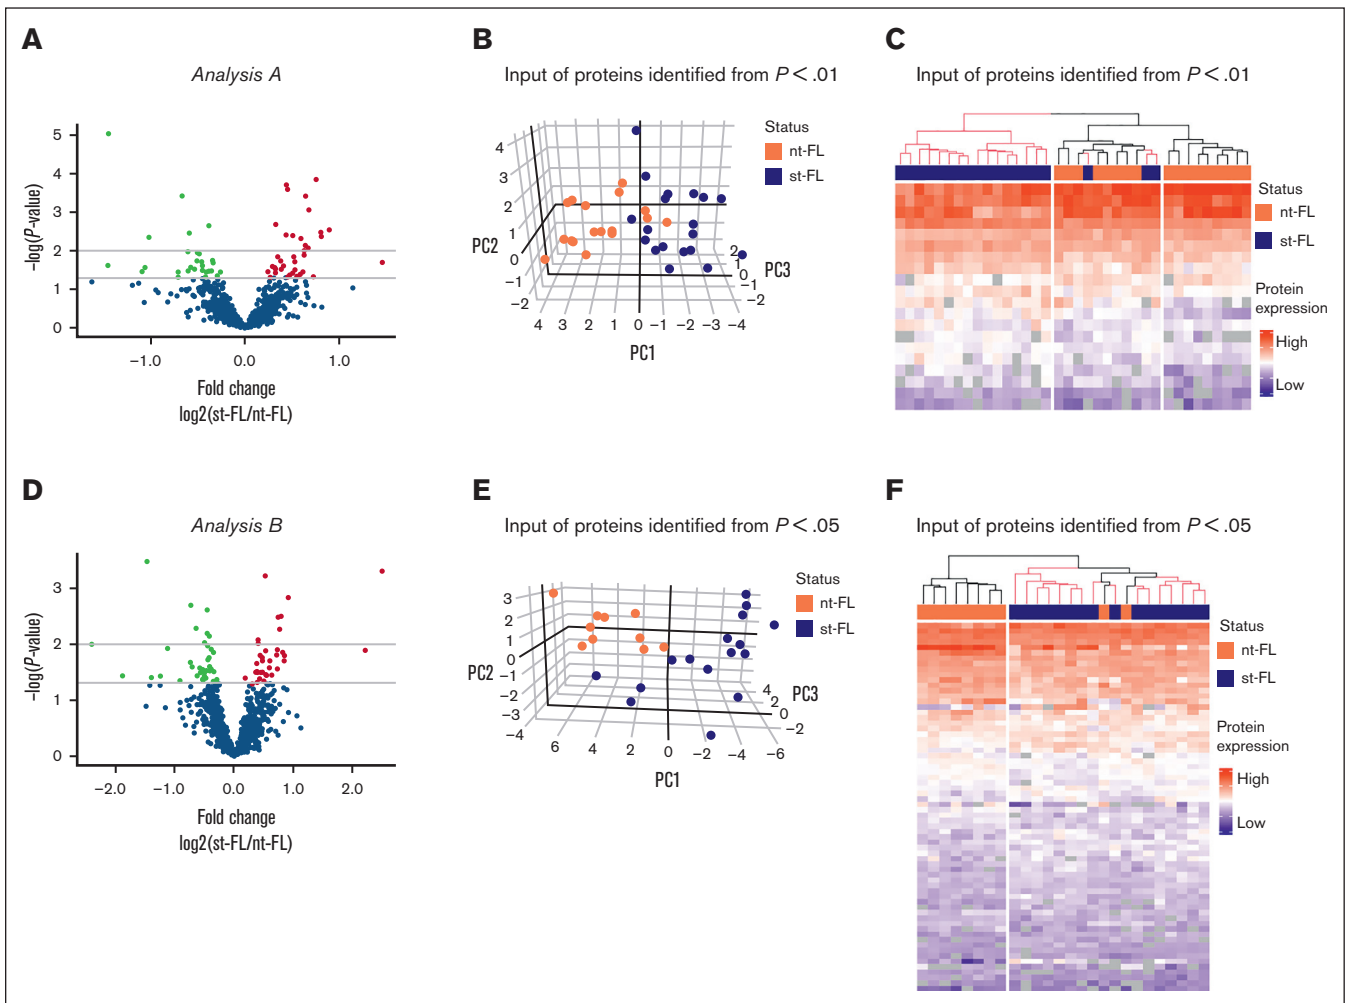 A
Analysis A
–log(P-value)
5
4
3
2
1
0
–1.0
0.0
1.0
Fold change
log2(st-FL/nt-FL)
B
Input of proteins identified from P < .01
Status
nt-FL
st-FL
PC2
4
3
2
1
0
–1
–2
4
3
2
1
0
–1
–2
–3
–4
PC1
2
1
0
–1
–2
PC3
C
Input of proteins identified from P < .01
Status
nt-FL
st-FL
Protein
expression
High
Low
D
Analysis B
–log(P-value)
3
2
1
0
–2.0
–1.0
0.0
1.0
2.0
Fold change
log2(st-FL/nt-FL)
E
Input of proteins identified from P < .05
Status
nt-FL
st-FL
PC2
3
2
1
0
–1
–2
–3
–4
6
4
2
0
–2
–4
–6
PC1
4
2
0
–2
PC3
F
Input of proteins identified from P < .05
Status
nt-FL
st-FL
Protein
expression
High
Low